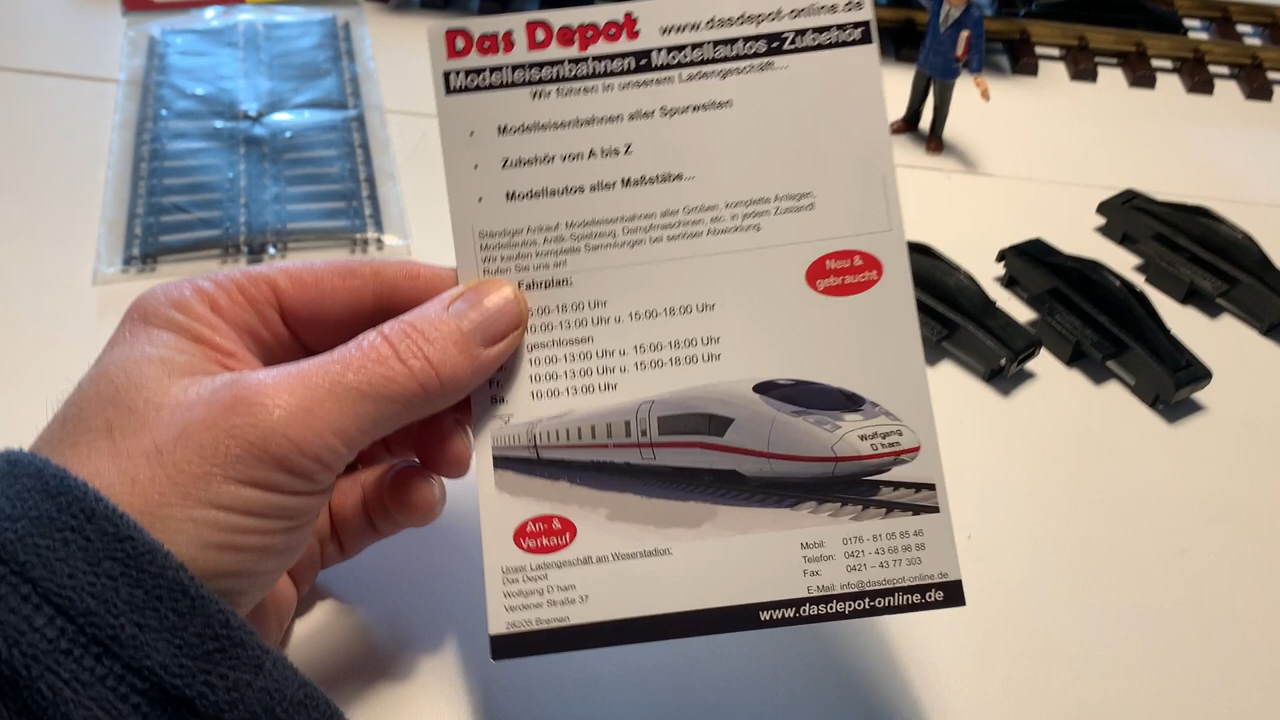 Das Depot www.dasdepot-online.de
Modelleisenbahnen - Modellautos - Zubehör
Wir führen in unserem Ladengeschäft...
• Modelleisenbahnen aller Spurweiten
• Zubehör von A bis Z
• Modellautos aller Maßstäbe...
Ständiger Ankauf: Modelleisenbahnen aller Größen, komplette Anlagen,
Modellautos, Antik-Spielzeug, Dampfmaschinen, etc. in jedem Zustand!
Wir kaufen komplette Sammlungen bei seriöser Abwicklung.
Rufen Sie uns an!
Neu &
gebraucht
Fahrplan:
5:00-18:00 Uhr
10:00-13:00 Uhr u. 15:00-18:00 Uhr
geschlossen
10:00-13:00 Uhr u. 15:00-18:00 Uhr
Fr. 10:00-13:00 Uhr u. 15:00-18:00 Uhr
Sa. 10:00-13:00 Uhr
Wolfgang
D'ham
An- &
Verkauf
Unser Ladengeschäft am Weserstadion:
Das Depot
Wolfgang D'ham
Verdener Straße 37
28205 Bremen
Mobil: 0176 - 81 05 85 46
Telefon: 0421 - 43 68 98 88
Fax: 0421 – 43 77 303
E-Mail: info@dasdepot-online.de
www.dasdepot-online.de